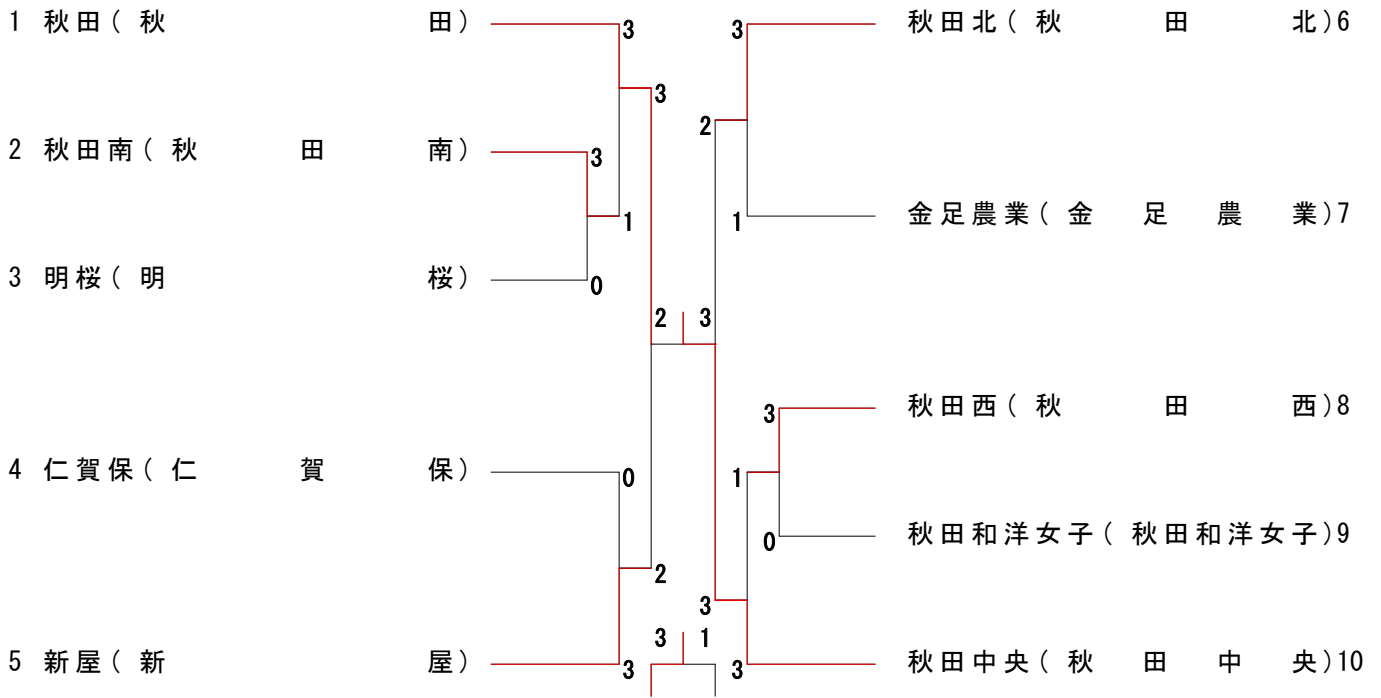 1 秋田(秋田)
3
3
2 秋田南(秋田南)
3
1
3 明桜(明桜)
0
2
4 仁賀保(仁賀保)
0
2
5 新屋(新屋)
3
3
秋田北(秋田北)6
3
2
金足農業(金足農業)7
1
3
秋田西(秋田西)8
3
1
秋田和洋女子(秋田和洋女子)9
0
3
秋田中央(秋田中央)10
3
1